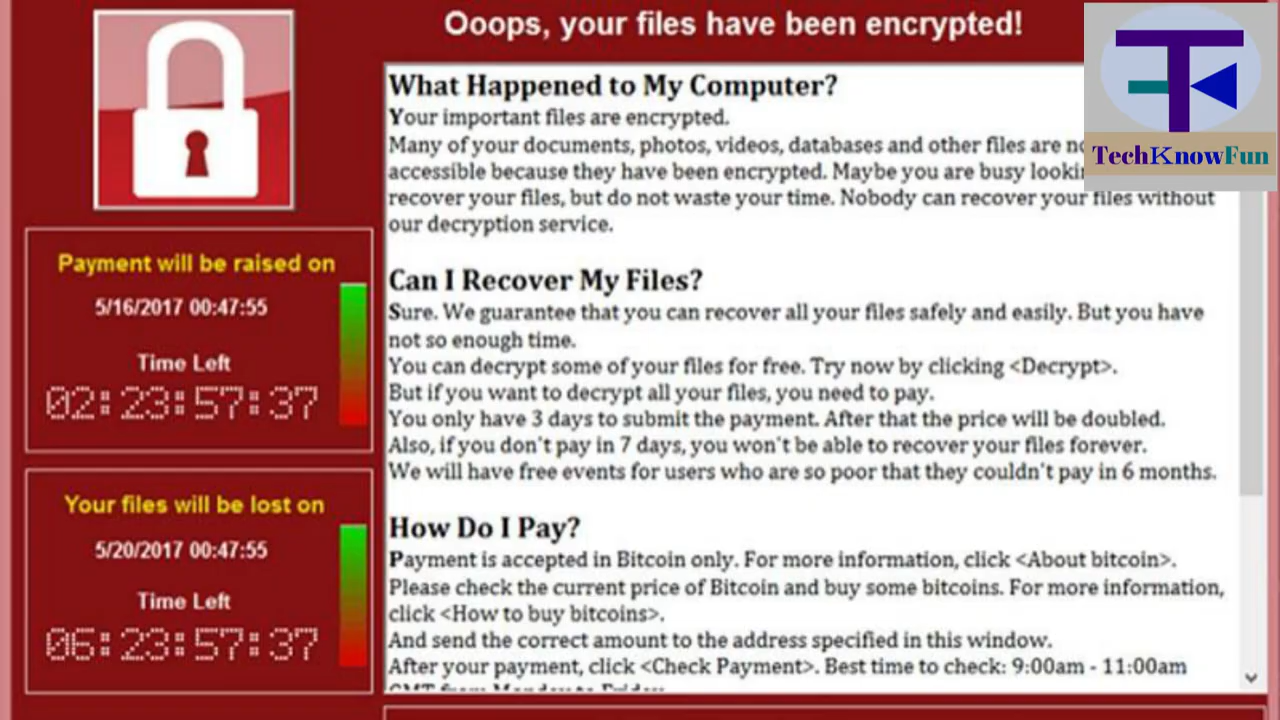 Ooops, your files have been encrypted!
TechKnowFun
What Happened to My Computer?
Your important files are encrypted.
Many of your documents, photos, videos, databases and other files are
accessible because they have been encrypted. Maybe you are busy
recover your files, but do not waste your time. Nobody can recover your files without
our decryption service.
Can I Recover My Files?
Sure. We guarantee that you can recover all your files safely and easily. But you have
not so enough time.
You can decrypt some of your files for free. Try now by clicking <Decrypt>.
But if you want to decrypt all your files, you need to pay.
You only have 3 days to submit the payment. After that the price will be doubled.
Also, if you don't pay in 7 days, you won't be able to recover your files forever.
We will have free events for users who are so poor that they couldn't pay in 6 months.
How Do I Pay?
Payment is accepted in Bitcoin only. For more information, click <About bitcoin>.
Please check the current price of Bitcoin and buy some bitcoins. For more information,
click <How to buy bitcoins>.
And send the correct amount to the address specified in this window.
After your payment, click <Check Payment>. Best time to check: 9:00am - 11:00am
Payment will be raised on
5/16/2017 00:47:55
Time Left
02:23:57:37
Your files will be lost on
5/20/2017 00:47:55
Time Left
06:23:57:37